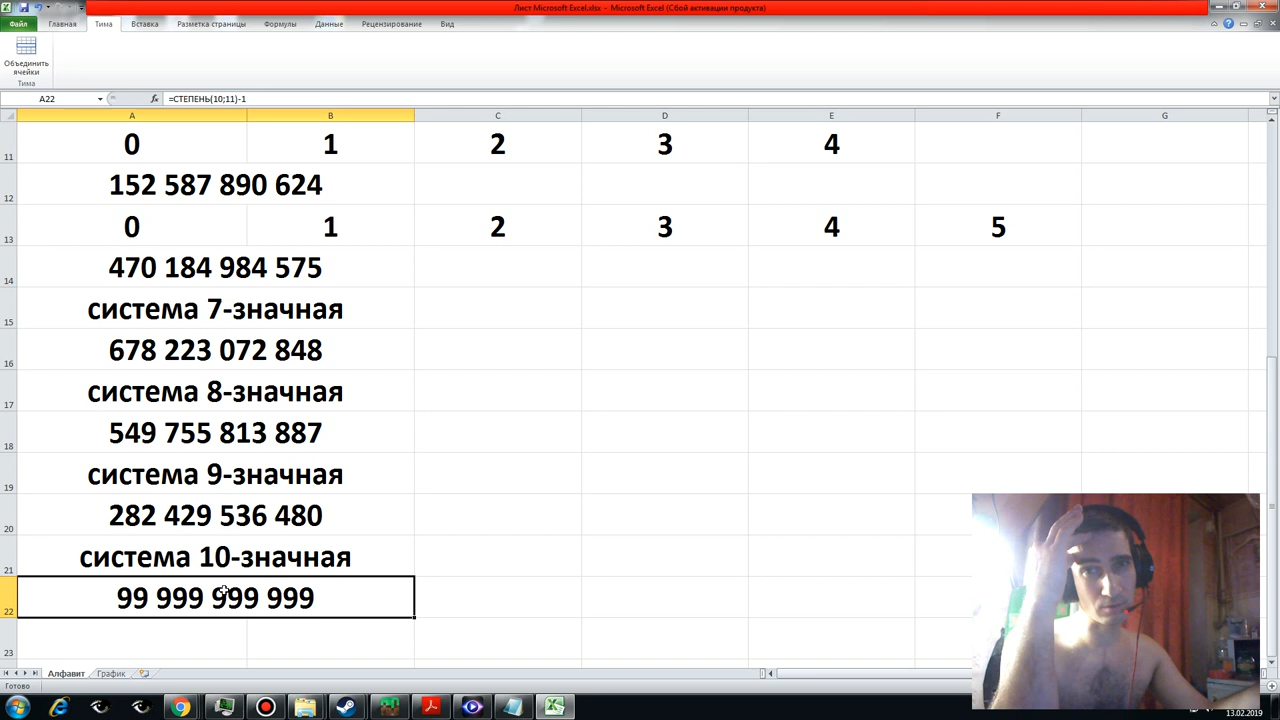 Лист Microsoft Excel.xlsx - Microsoft Excel (Сбой активации продукта)
Файл Главная Тима Вставка Разметка страницы Формулы Данные Рецензирование Вид
Объединить
ячейки
Тима
A22 fx =СТЕПЕНЬ(10;11)-1
A B C D E F G
11 0 1 2 3 4
12 152 587 890 624
13 0 1 2 3 4 5
14 470 184 984 575
15 система 7-значная
16 678 223 072 848
17 система 8-значная
18 549 755 813 887
19 система 9-значная
20 282 429 536 480
21 система 10-значная
22 99 999 999 999
23
Алфавит График
Готово
13.02.2019